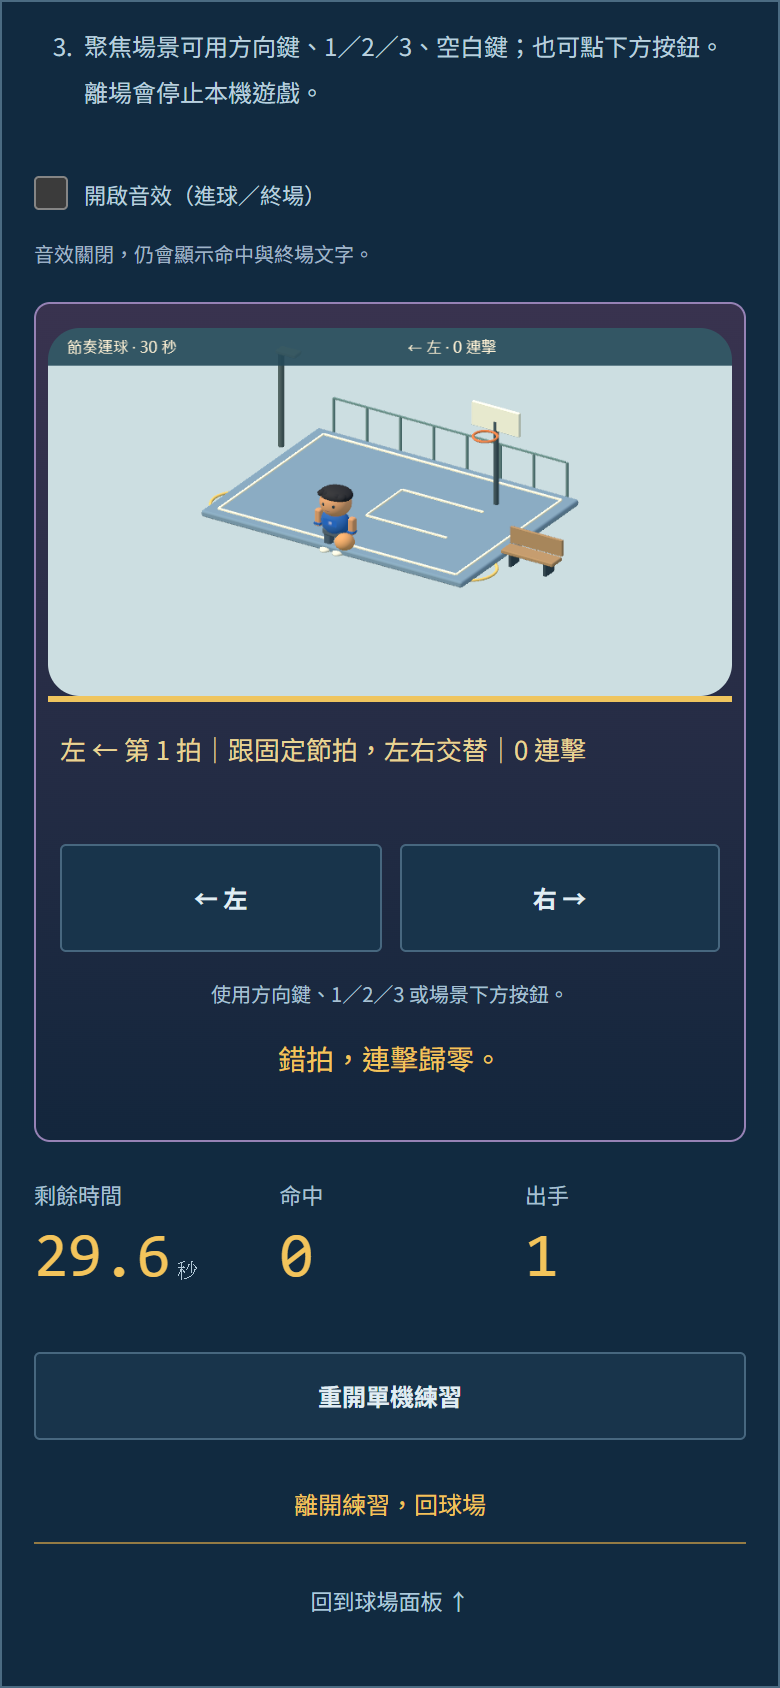 3. 聚焦場景可用方向鍵、1／2／3、空白鍵；也可點下方按鈕。
離場會停止本機遊戲。
開啟音效（進球／終場）
音效關閉，仍會顯示命中與終場文字。
節奏運球 · 30 秒
← 左 · 0 連擊
左 ← 第 1 拍｜跟固定節拍，左右交替｜0 連擊
← 左
右 →
使用方向鍵、1／2／3 或場景下方按鈕。
錯拍，連擊歸零。
剩餘時間
命中
出手
29.6 秒
0
1
重開單機練習
離開練習，回球場
回到球場面板 ↑